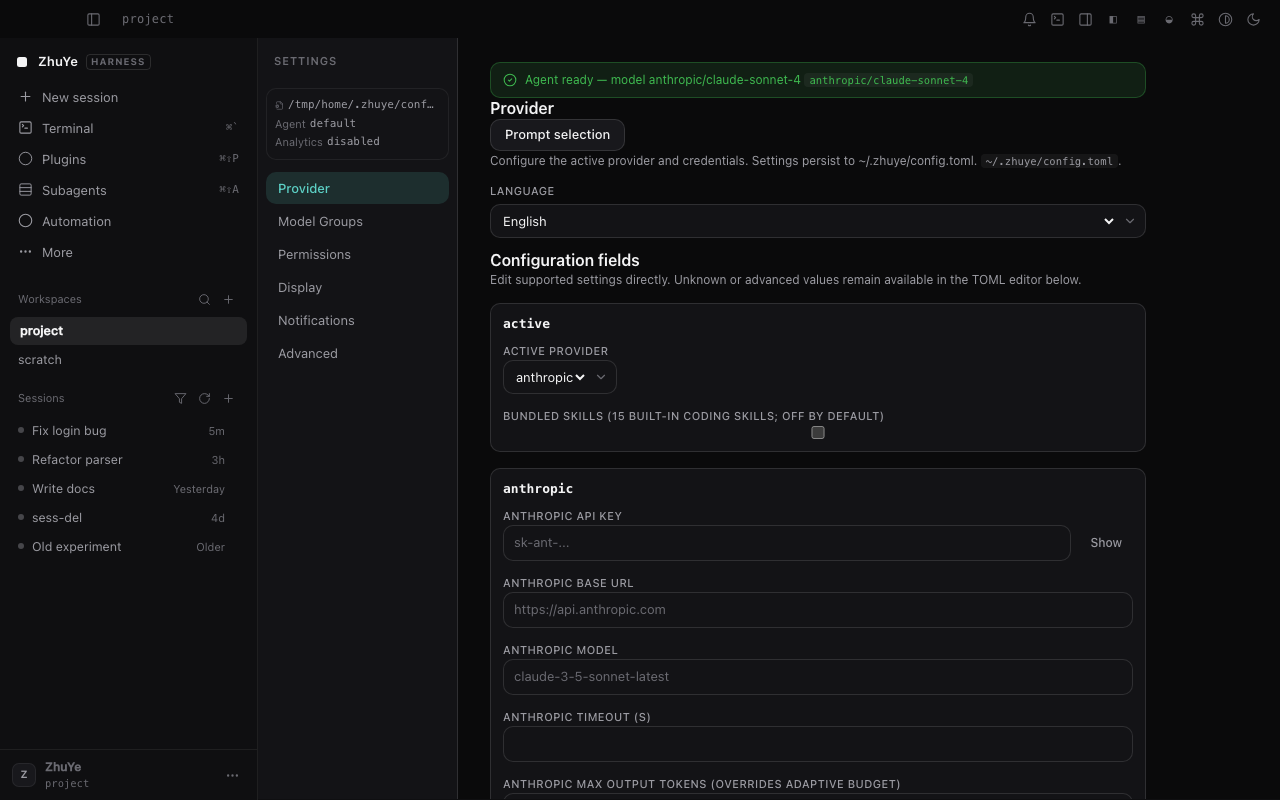 project
ZhuYe HARNESS
New session
Terminal ⌘`
Plugins ⌘⇧P
Subagents ⌘⇧A
Automation
More
Workspaces
project
scratch
Sessions
Fix login bug 5m
Refactor parser 3h
Write docs Yesterday
sess-del 4d
Old experiment Older
Z
ZhuYe
project
SETTINGS
/tmp/home/.zhuye/conf…
Agent default
Analytics disabled
Provider
Model Groups
Permissions
Display
Notifications
Advanced
Agent ready — model anthropic/claude-sonnet-4 anthropic/claude-sonnet-4
Provider
Prompt selection
Configure the active provider and credentials. Settings persist to ~/.zhuye/config.toml. ~/.zhuye/config.toml .
LANGUAGE
English
Configuration fields
Edit supported settings directly. Unknown or advanced values remain available in the TOML editor below.
active
ACTIVE PROVIDER
anthropic
BUNDLED SKILLS (15 BUILT-IN CODING SKILLS; OFF BY DEFAULT)
anthropic
ANTHROPIC API KEY
sk-ant-...
Show
ANTHROPIC BASE URL
https://api.anthropic.com
ANTHROPIC MODEL
claude-3-5-sonnet-latest
ANTHROPIC TIMEOUT (S)
ANTHROPIC MAX OUTPUT TOKENS (OVERRIDES ADAPTIVE BUDGET)